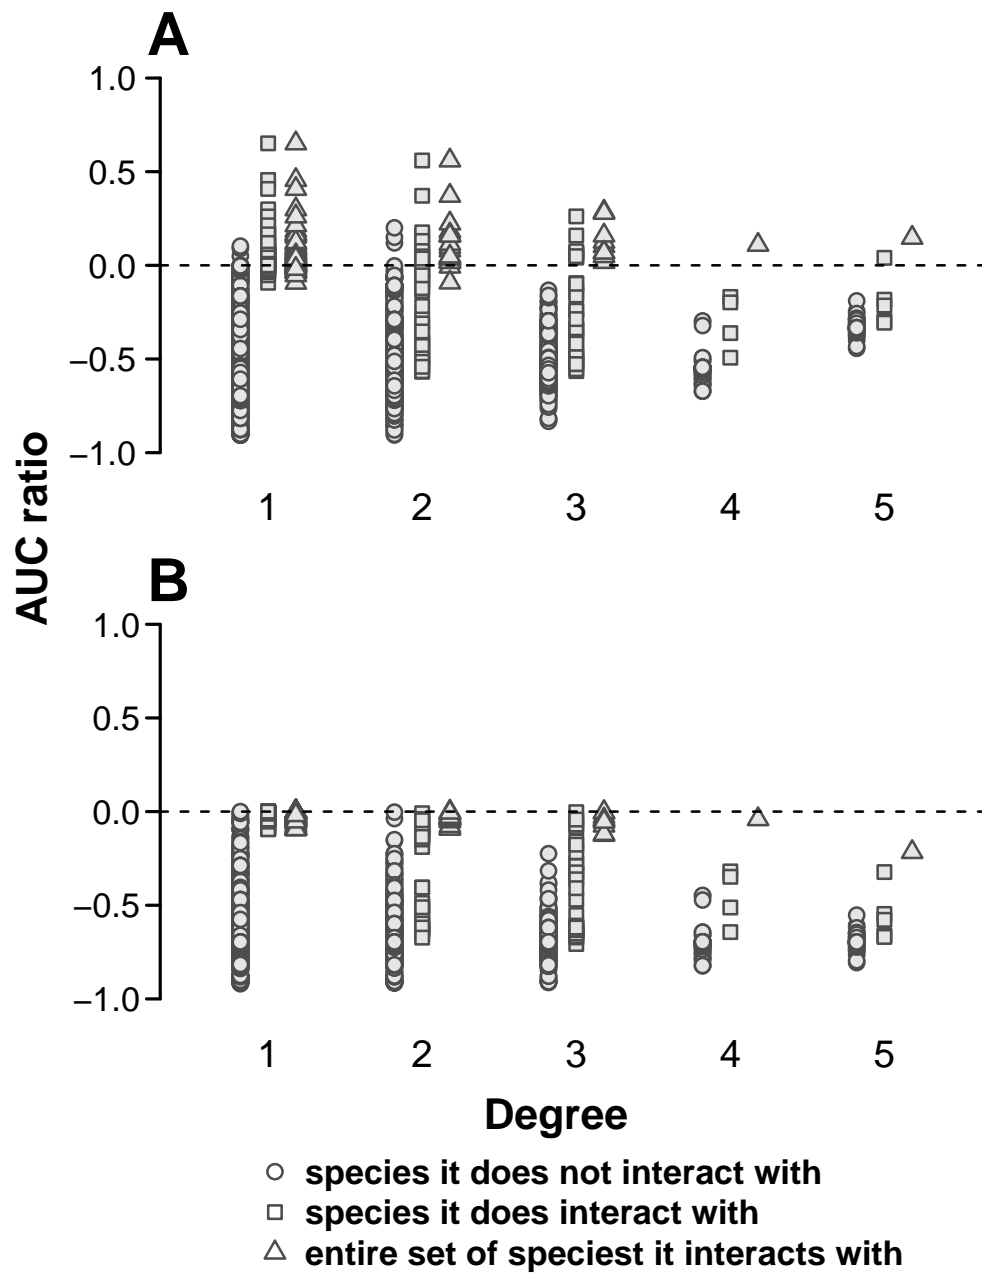 A
1.0
0.5
0.0
−0.5
−1.0
1 2 3 4 5
AUC ratio
B
1.0
0.5
0.0
−0.5
−1.0
1 2 3 4 5
Degree
species it does not interact with
species it does interact with
entire set of speciest it interacts with